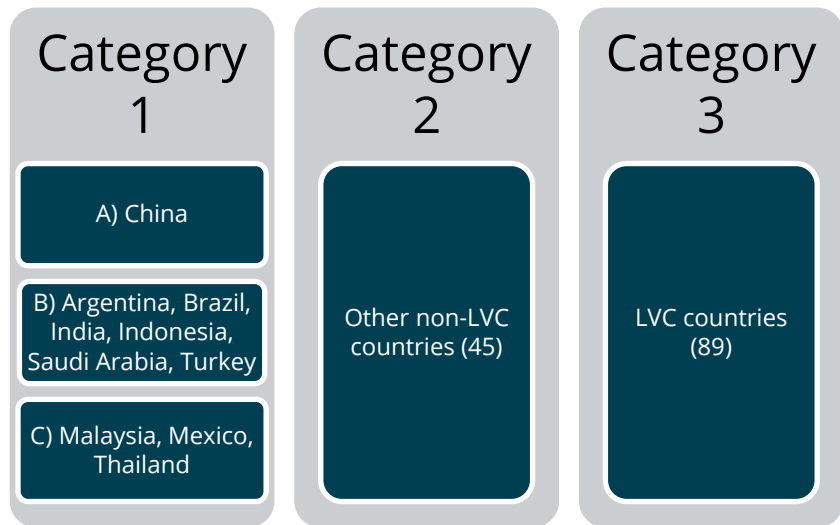 Category
1
A) China
B) Argentina, Brazil,
India, Indonesia,
Saudi Arabia, Turkey
C) Malaysia, Mexico,
Thailand
Category
2
Other non-LVC
countries (45)
Category
3
LVC countries
(89)